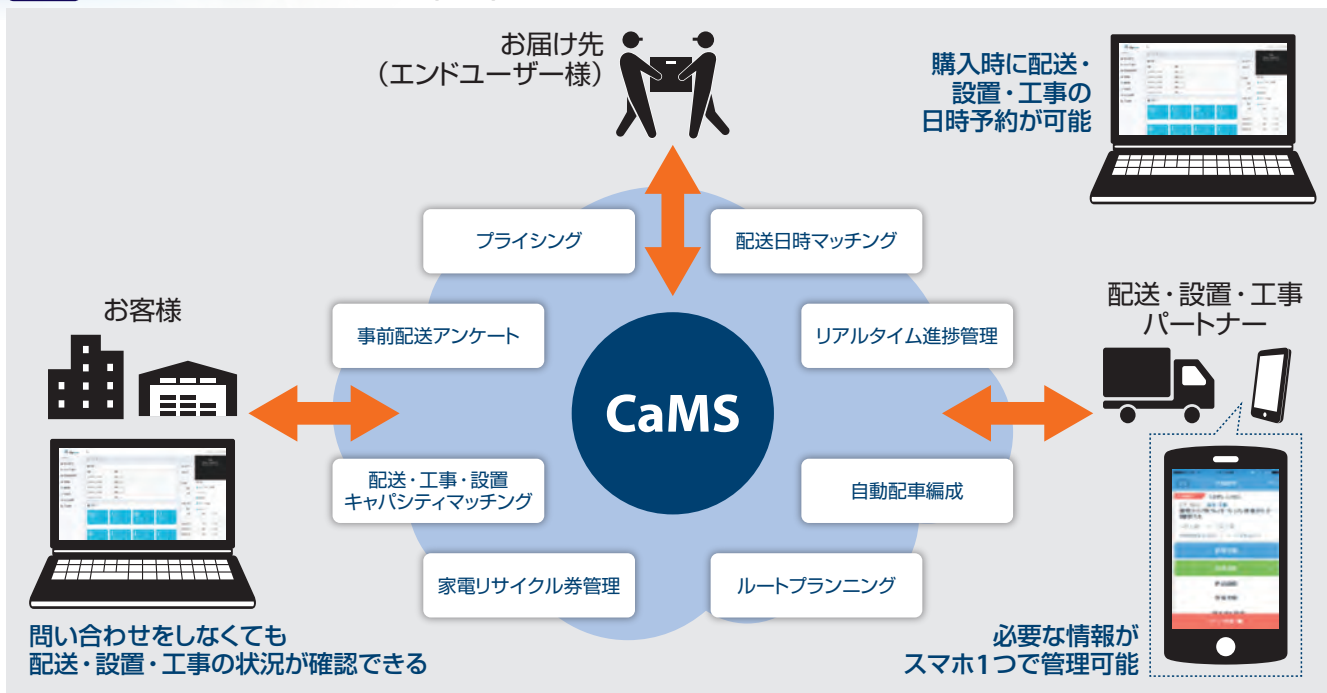 お届け先
（エンドユーザー様）
購入時に配送・
設置・工事の
日時予約が可能
プライシング
配送日時マッチング
お客様
事前配送アンケート
リアルタイム進捗管理
配送・設置・工事
パートナー
CaMS
配送・工事・設置
キャパシティマッチング
自動配車編成
家電リサイクル券管理
ルートプランニング
問い合わせをしなくても
配送・設置・工事の状況が確認できる
必要な情報が
スマホ1つで管理可能